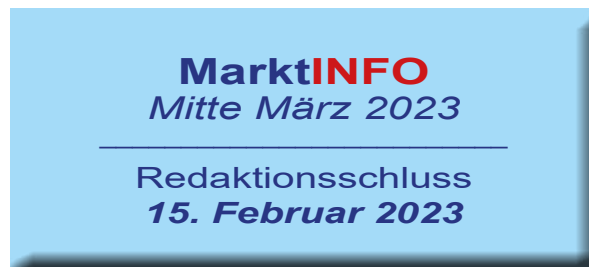 MarktINFO
Mitte März 2023
Redaktionsschluss
15. Februar 2023